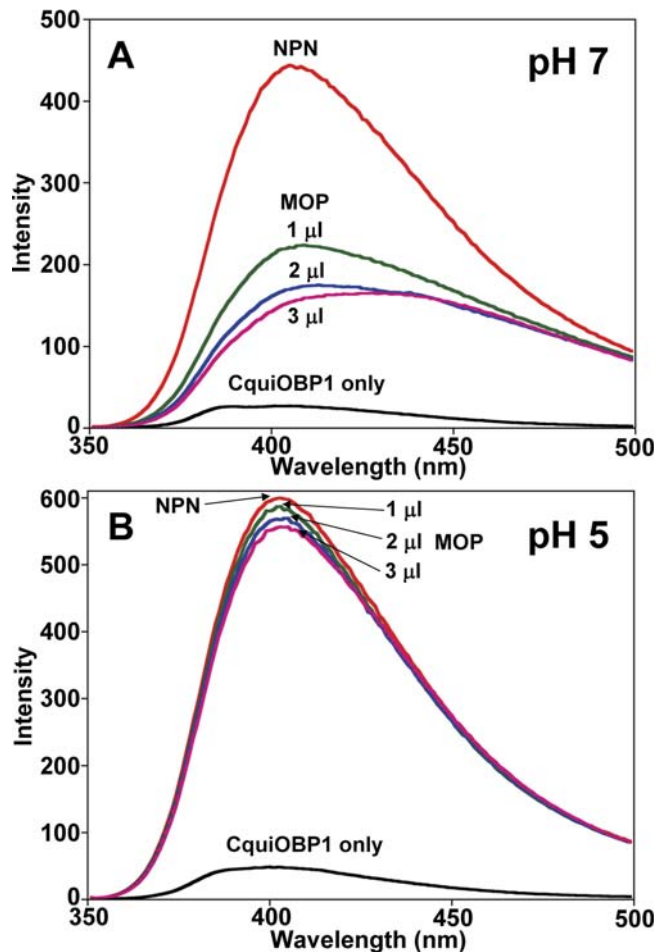 500
A
NPN
pH 7
400
Intensity
300
MOP
1 μl
200
2 μl
3 μl
100
CquiOBP1 only
0
350
400
450
500
Wavelength (nm)
600
B
NPN
1 μl
pH 5
2 μl MOP
500
3 μl
400
Intensity
300
200
100
CquiOBP1 only
0
350
400
450
500
Wavelength (nm)